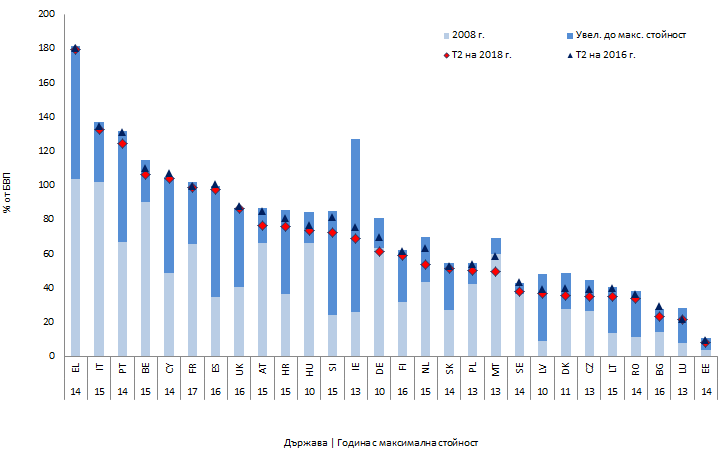 200
180
160
140
120
100
80
60
40
20
0
% от БВП
2008 г.
Увел. до макс. стойност
Т2 на 2018 г.
Т2 на 2016 г.
EL IT PT BE CY FR ES UK AT HR HU SI IE DE FI NL SK PL MT SE LV DK CZ LT RO BG LU EE
14 15 14 15 14 17 15 16 15 15 10 15 13 10 16 15 14 13 13 14 10 11 13 15 14 16 13 14
Държава | Година с максимална стойност